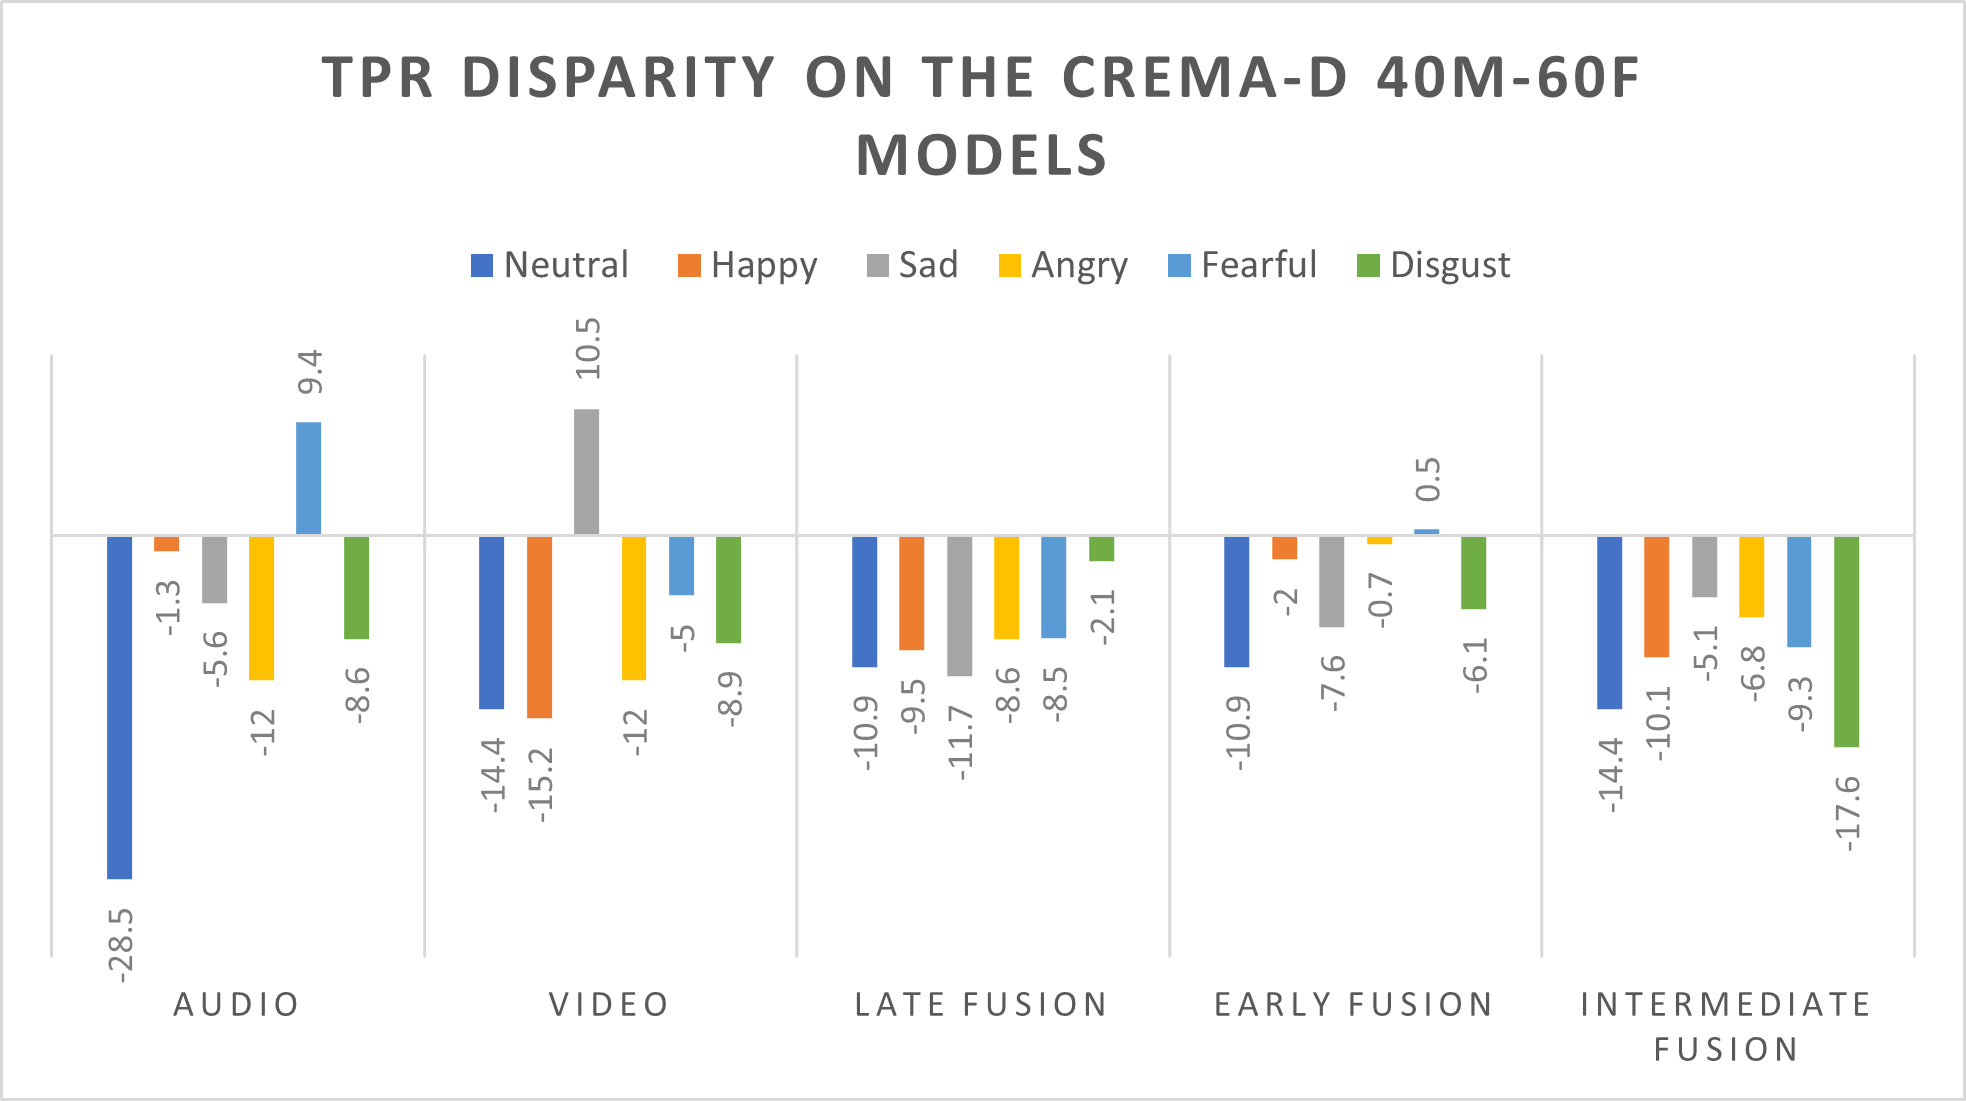 TPR DISPARITY ON THE CREMA-D 40M-60F
MODELS
Neutral Happy Sad Angry Fearful Disgust
-28.5 -1.3 -5.6 -12 9.4 -8.6
-14.4 -15.2 10.5 -12 -5 -8.9
-10.9 -9.5 -11.7 -8.6 -8.5 -2.1
-10.9 -2 -7.6 -0.7 0.5 -6.1
-14.4 -10.1 -5.1 -6.8 -9.3 -17.6
AUDIO VIDEO LATE FUSION EARLY FUSION INTERMEDIATE
FUSION